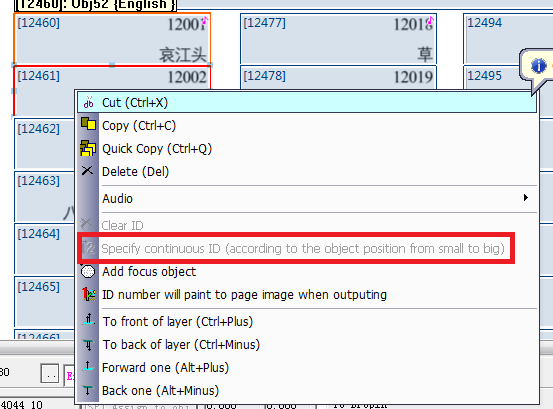 [12460]: Obj52 {English }
[12460] 12001 [12477] 12018 [12494]
哀江头 草
[12461] 12002 [12478] 12019 [12495]
[12462]
[12463]
八
[12464]
[12465]
[12466]
Cut (Ctrl+X)
Copy (Ctrl+C)
Quick Copy (Ctrl+Q)
Delete (Del)
Audio
Clear ID
Specify continuous ID (according to the object position from small to big)
Add focus object
ID number will paint to page image when outputing
To front of layer (Ctrl+Plus)
To back of layer (Ctrl+Minus)
Forward one (Alt+Plus)
Back one (Alt+Minus)
30 ..
4044 10